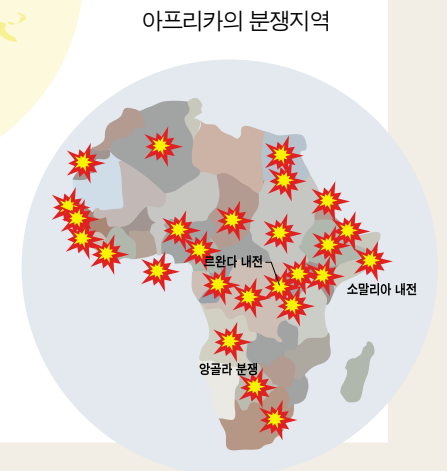 아프리카의 분쟁지역
르완다 내전
소말리아 내전
앙골라 분쟁